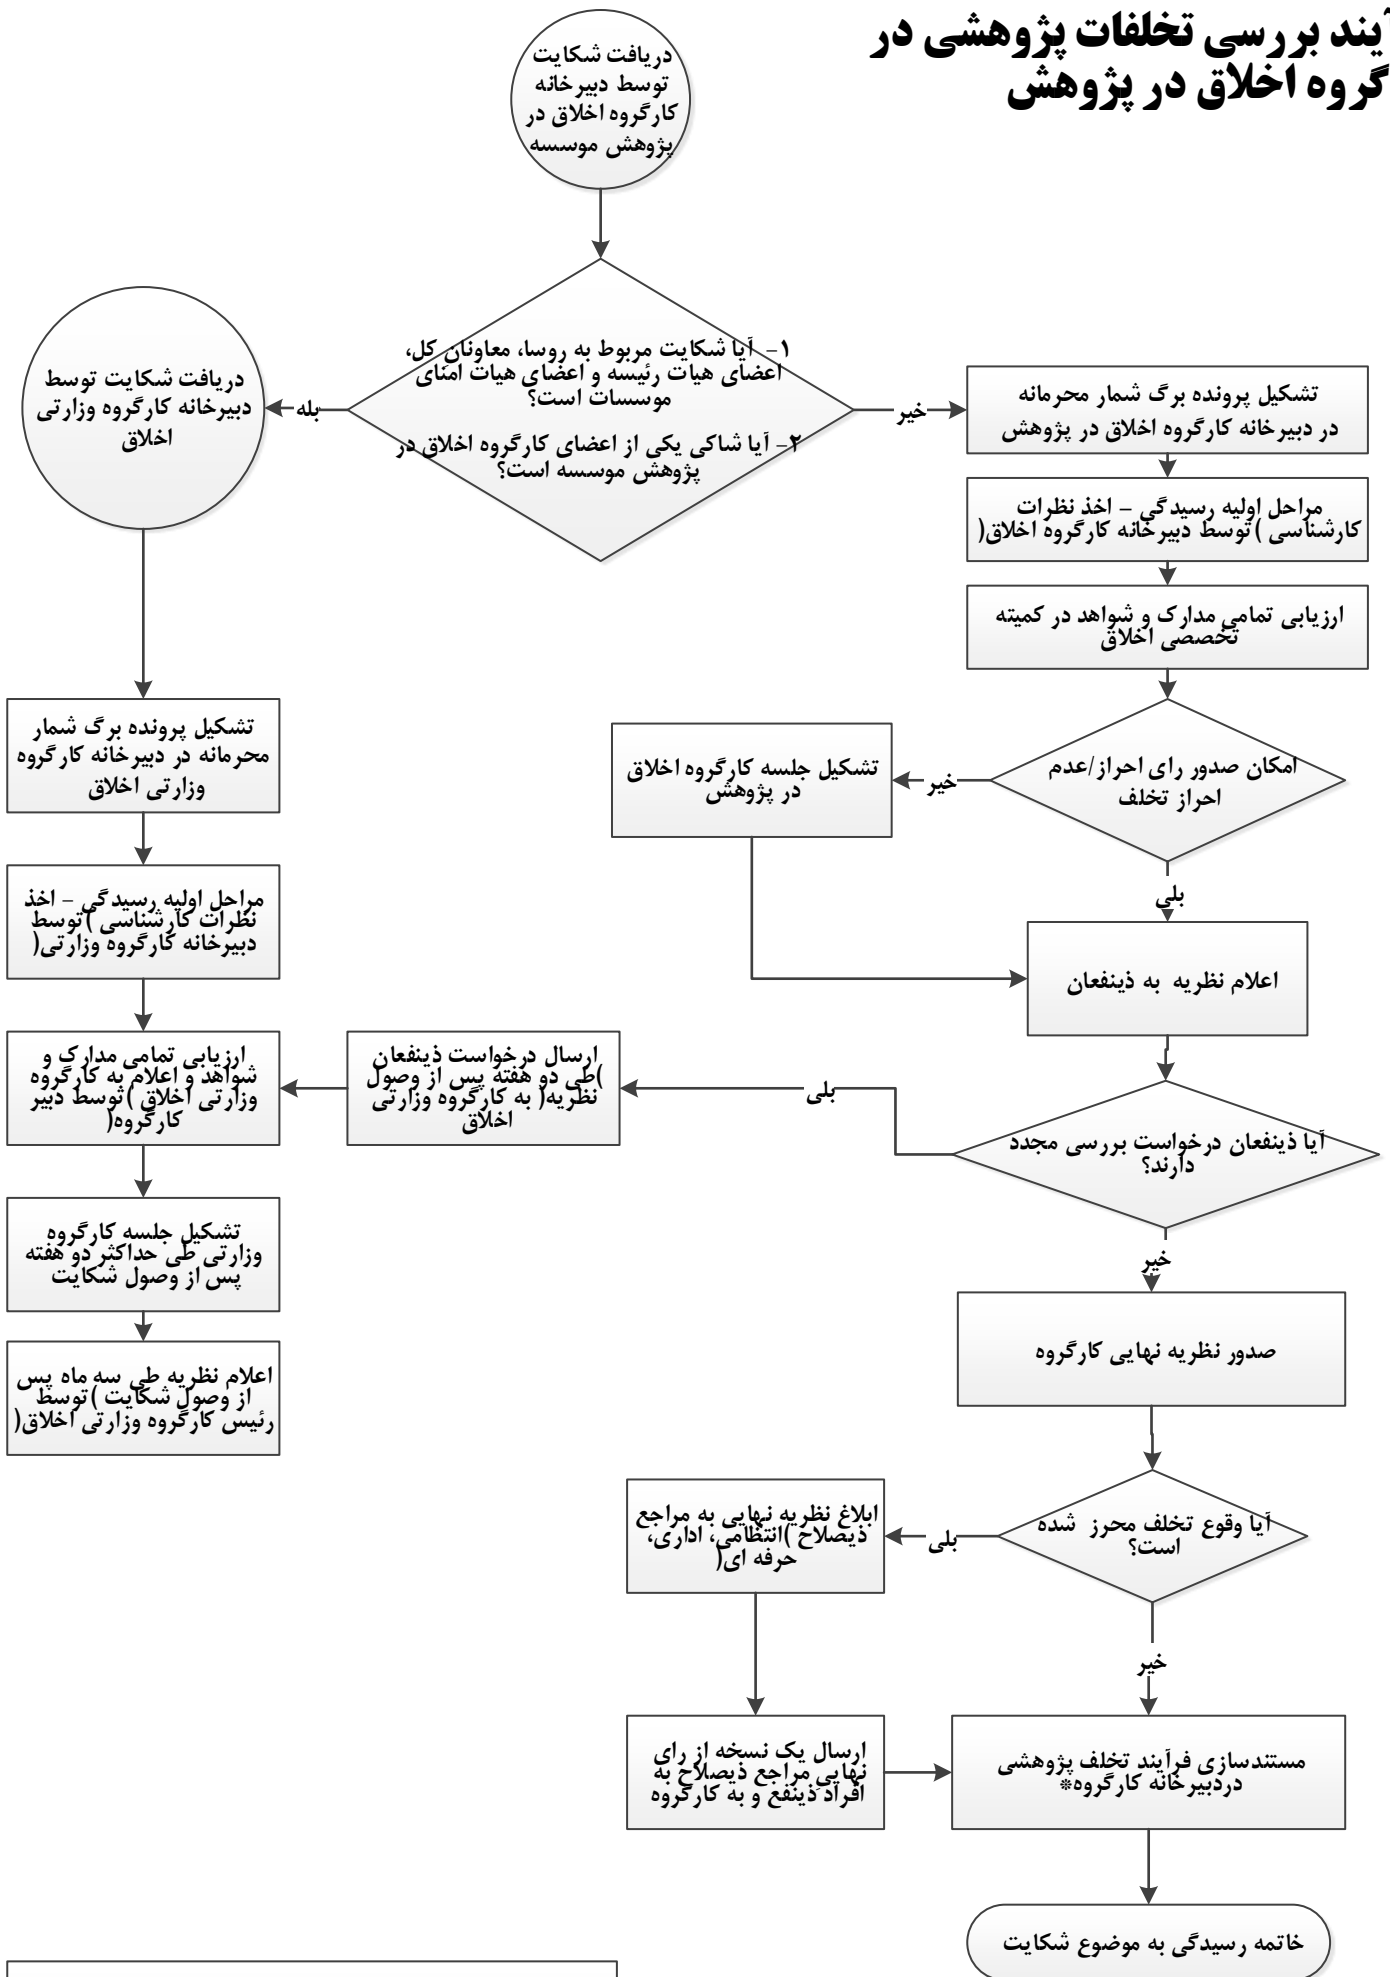 آیند بررسی تخلفات پژوهشی در
گروه اخلاق در پژوهش
دریافت شکایت
توسط دبیرخانه
کارگروه اخلاق در
پژوهش موسسه
۱- آیا شکایت مربوط به روسا، معاونان کل،
اعضای هیات رئیسه و اعضای هیات امنای
موسسات است؟
۲- آیا شاکی یکی از اعضای کارگروه اخلاق در
پژوهش موسسه است؟
خیر
بله
تشکیل پرونده برگ شمار محرمانه
در دبیرخانه کارگروه اخلاق در پژوهش
مراحل اولیه رسیدگی - اخذ نظرات
کارشناسی )توسط دبیرخانه کارگروه اخلاق(
ارزیابی تمامی مدارک و شواهد در کمیته
تخصصی اخلاق
امکان صدور رای احراز/عدم
احراز تخلف
خیر
تشکیل جلسه کارگروه اخلاق
در پژوهش
بلی
اعلام نظریه به ذینفعان
آیا ذینفعان درخواست بررسی مجدد
دارند؟
بلی
ارسال درخواست ذینفعان
)طی دو هفته پس از وصول
نظریه( به کارگروه وزارتی
اخلاق
خیر
صدور نظریه نهایی کارگروه
آیا وقوع تخلف محرز شده
است؟
بلی
ابلاغ نظریه نهایی به مراجع
ذیصلاح )انتظامی، اداری،
حرفه ای(
ارسال یک نسخه از رای
نهایی مراجع ذیصلاح به
افراد ذینفع و به کارگروه
خیر
مستندسازی فرآیند تخلف پژوهشی
دردبیرخانه کارگروه*
خاتمه رسیدگی به موضوع شکایت
دریافت شکایت توسط
دبیرخانه کارگروه وزارتی
اخلاق
تشکیل پرونده برگ شمار
محرمانه در دبیرخانه کارگروه
وزارتی اخلاق
مراحل اولیه رسیدگی - اخذ
نظرات کارشناسی )توسط
دبیرخانه کارگروه وزارتی(
ارزیابی تمامی مدارک و
شواهد و اعلام به کارگروه
وزارتی اخلاق )توسط دبیر
کارگروه(
تشکیل جلسه کارگروه
وزارتی طی حداکثر دو هفته
پس از وصول شکایت
اعلام نظریه طی سه ماه پس
از وصول شکایت )توسط
رئیس کارگروه وزارتی اخلاق(